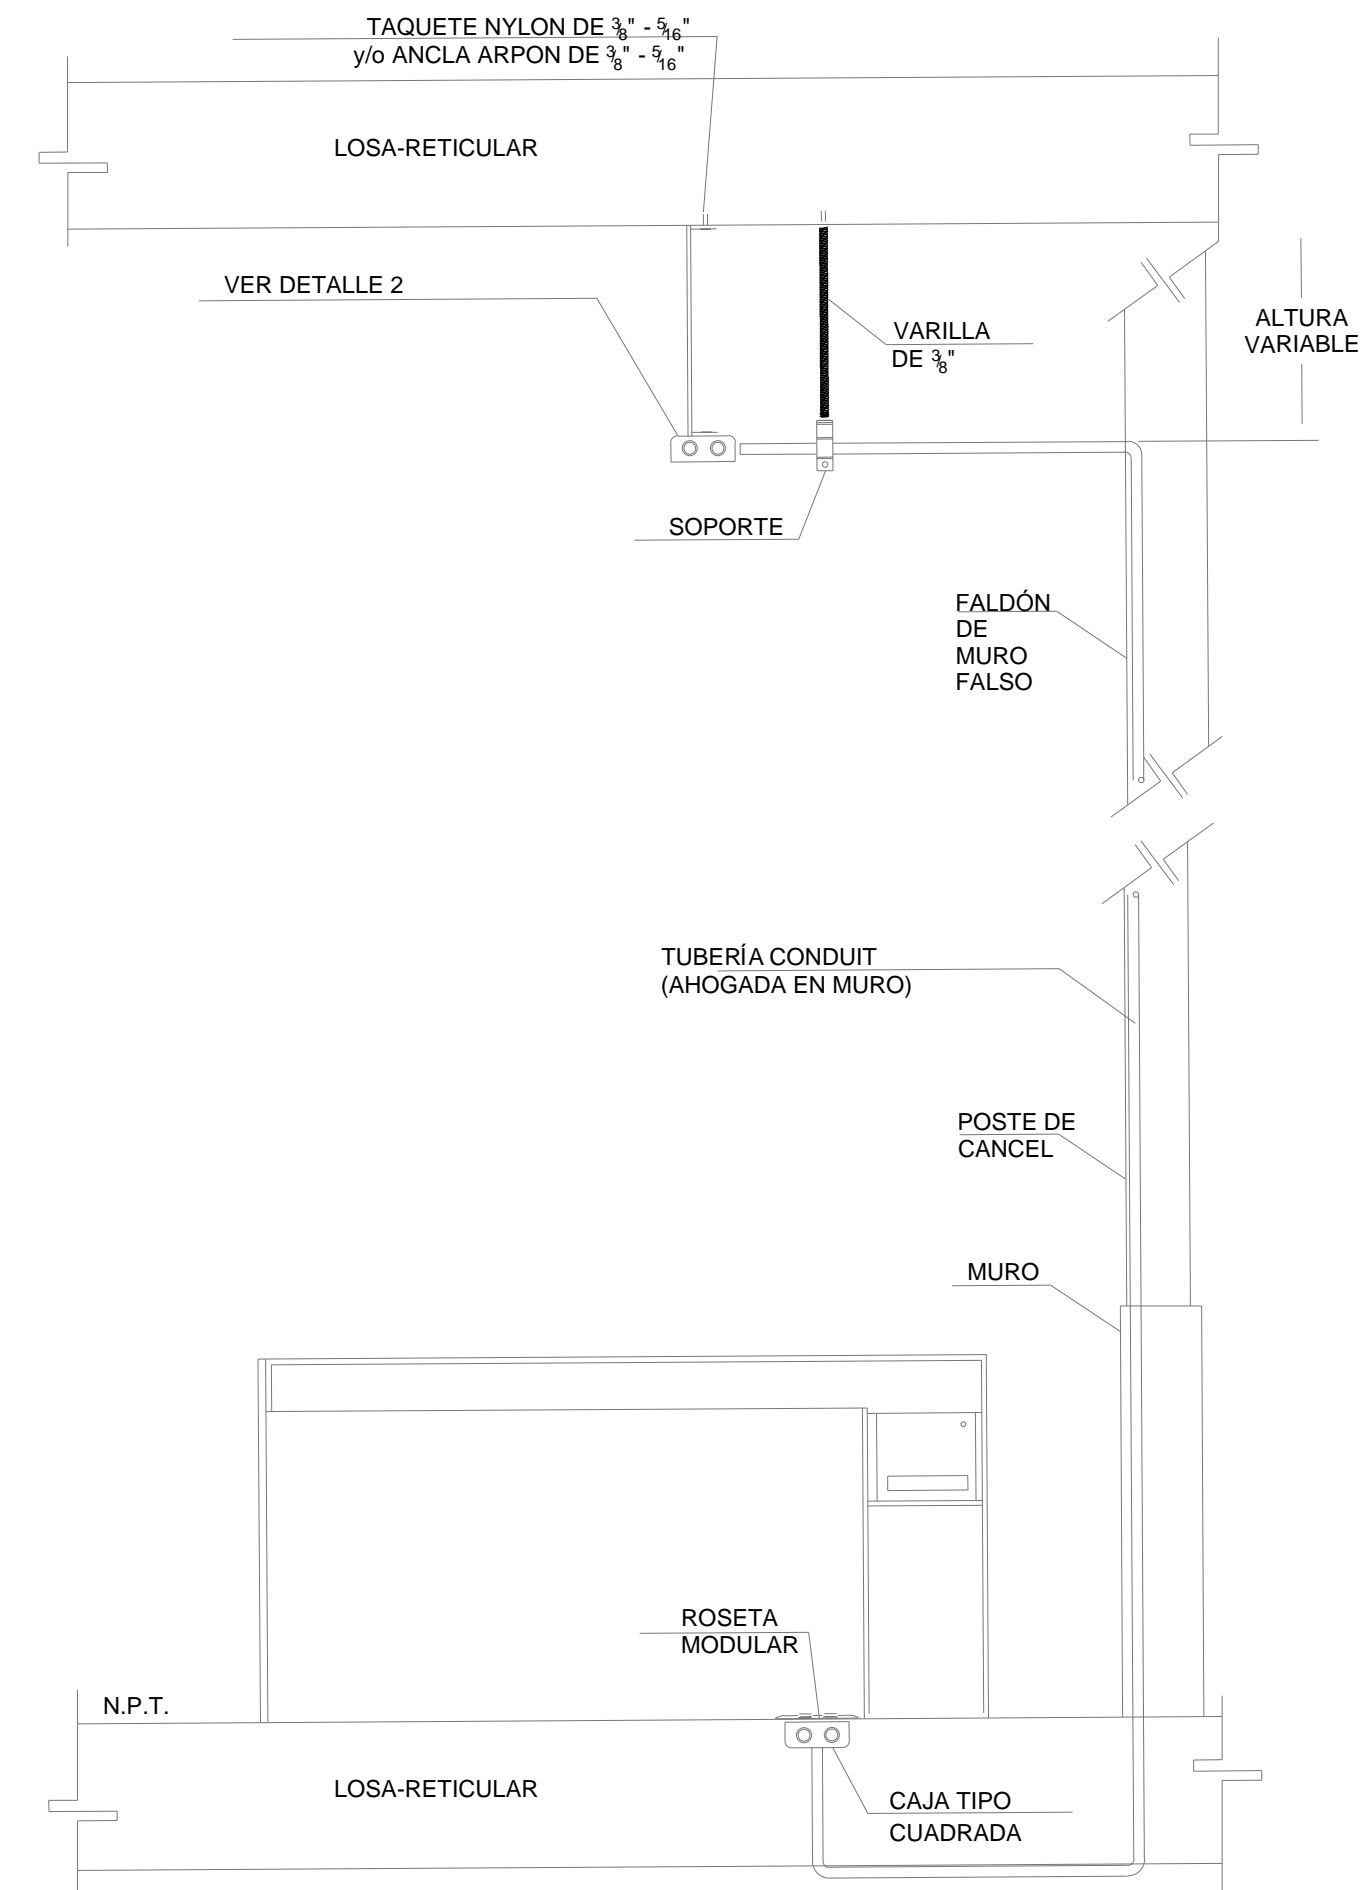 TAQUETE NYLON DE 3/8" - 5/16"
y/o ANCLA ARPON DE 3/8" - 5/16"
LOSA-RETICULAR
VER DETALLE 2
VARILLA
DE 3/8"
ALTURA
VARIABLE
SOPORTE
FALDÓN
DE
MURO
FALSO
TUBERÍA CONDUIT
(AHOGADA EN MURO)
POSTE DE
CANCEL
MURO
ROSETA
MODULAR
N.P.T.
LOSA-RETICULAR
CAJA TIPO
CUADRADA